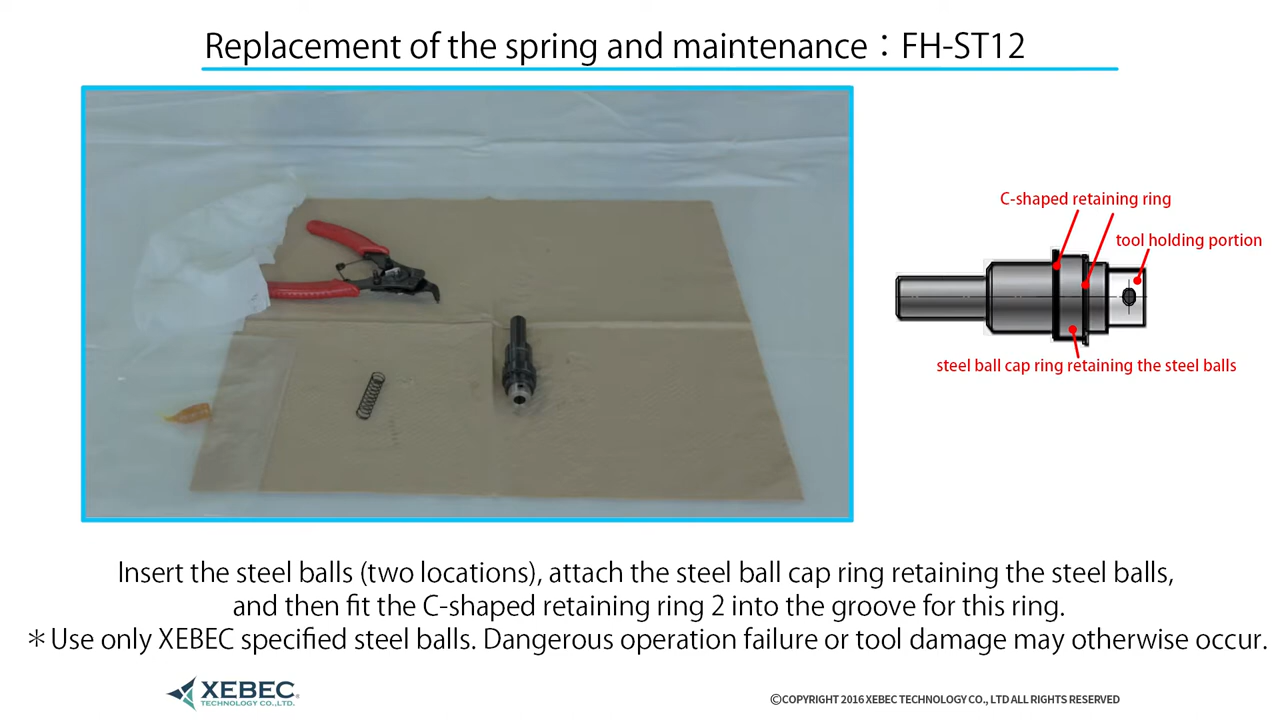 Replacement of the spring and maintenance：FH-ST12
C-shaped retaining ring
tool holding portion
steel ball cap ring retaining the steel balls
Insert the steel balls (two locations), attach the steel ball cap ring retaining the steel balls,
and then fit the C-shaped retaining ring 2 into the groove for this ring.
＊Use only XEBEC specified steel balls. Dangerous operation failure or tool damage may otherwise occur.
XEBEC®
TECHNOLOGY CO.,LTD.
©COPYRIGHT 2016 XEBEC TECHNOLOGY CO., LTD ALL RIGHTS RESERVED